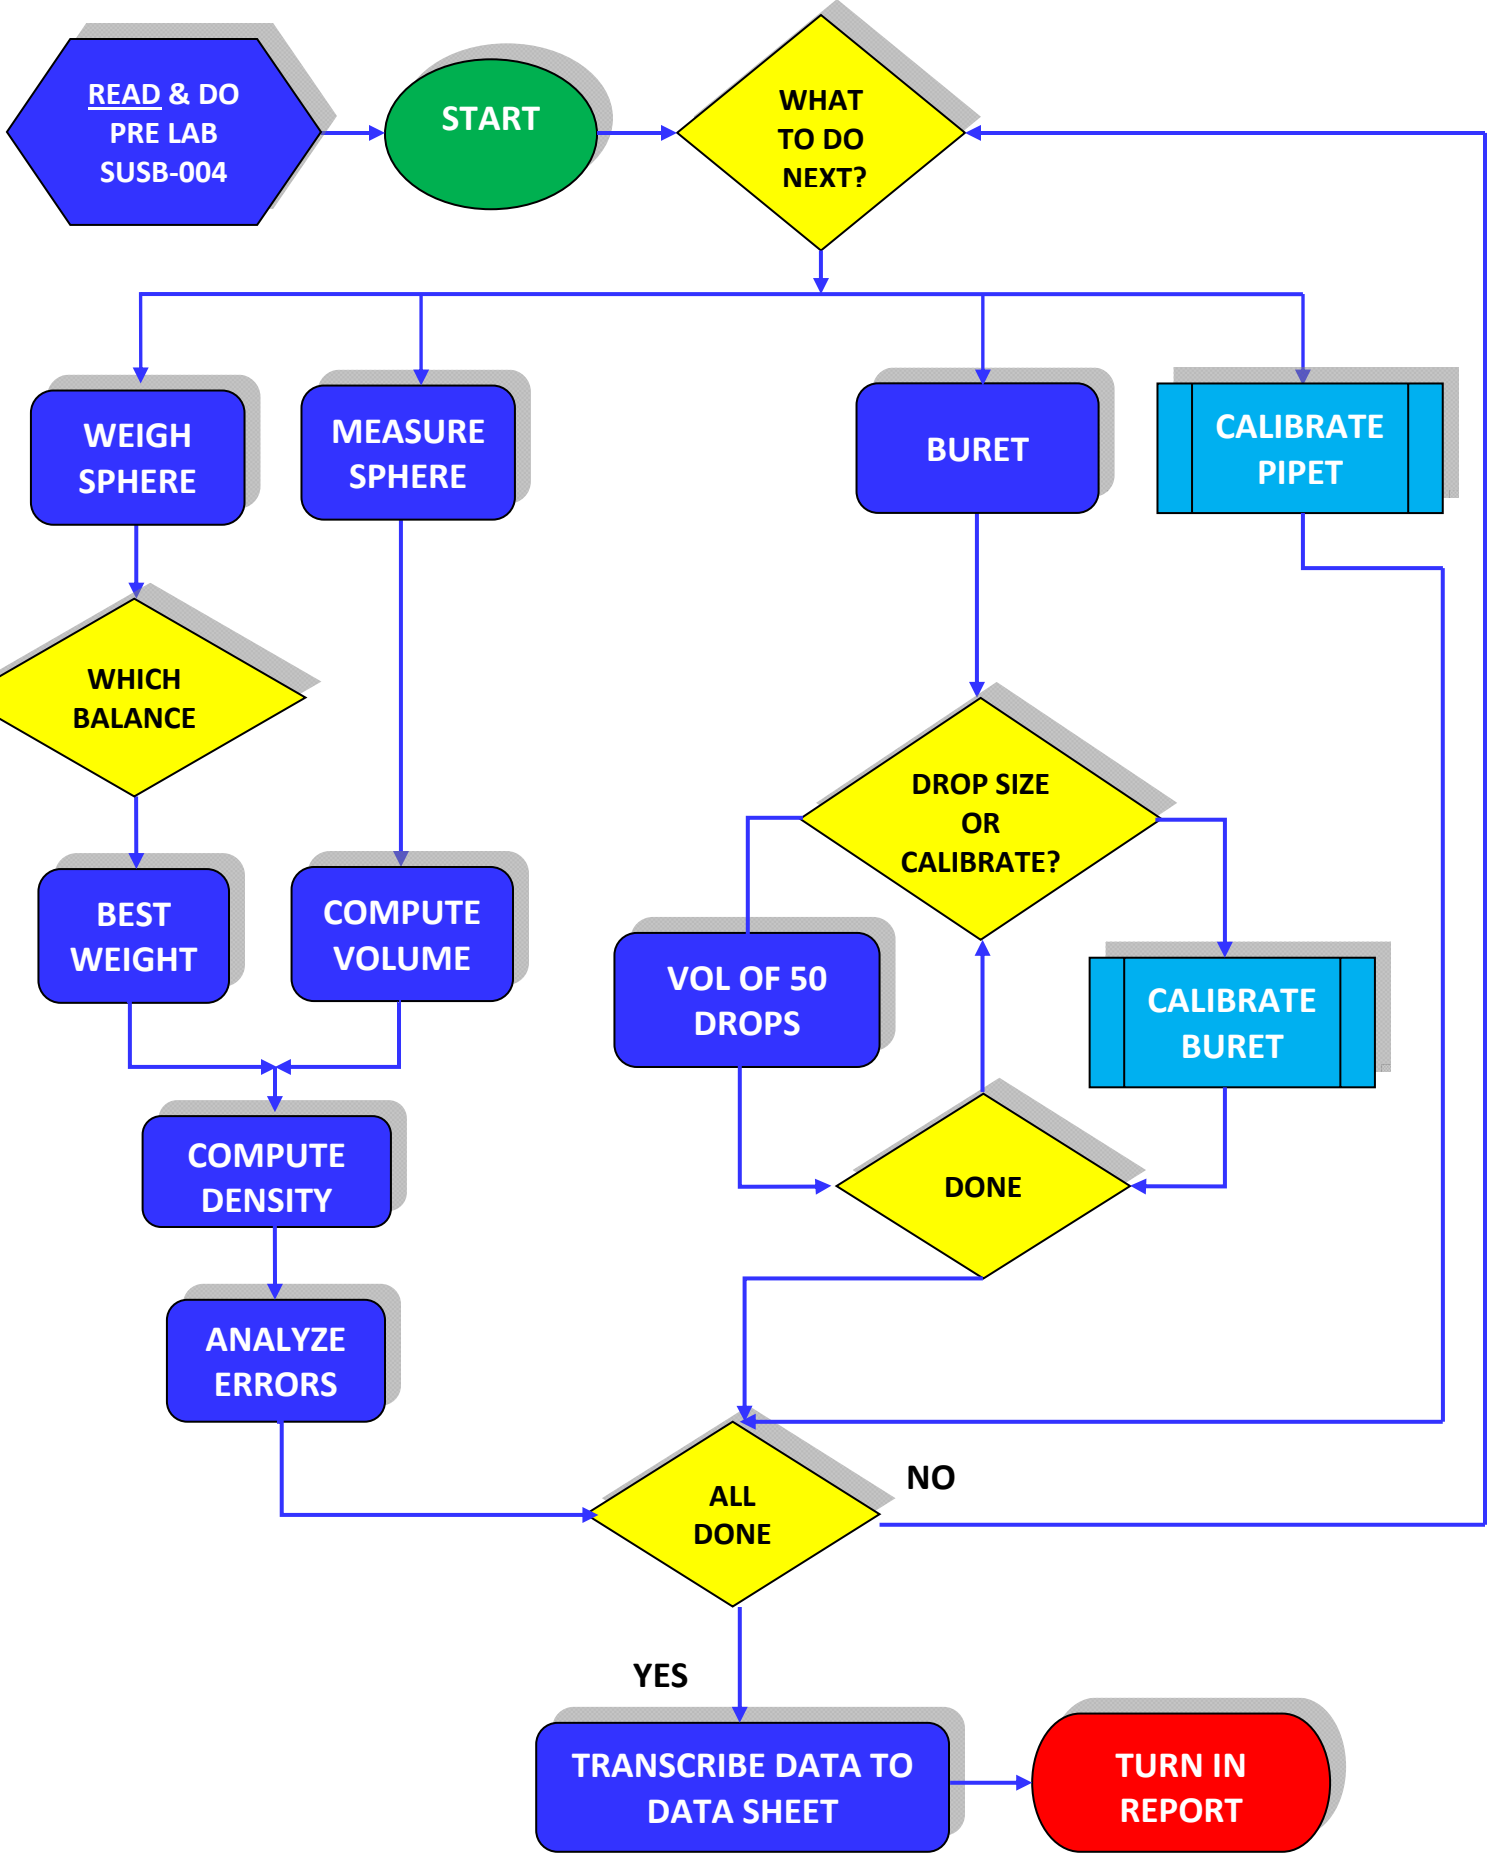 READ & DO
PRE LAB
SUSB-004
START
WHAT
TO DO
NEXT?
WEIGH
SPHERE
MEASURE
SPHERE
BURET
CALIBRATE
PIPET
WHICH
BALANCE
DROP SIZE
OR
CALIBRATE?
BEST
WEIGHT
COMPUTE
VOLUME
VOL OF 50
DROPS
CALIBRATE
BURET
COMPUTE
DENSITY
DONE
ANALYZE
ERRORS
ALL
DONE
NO
YES
TRANSCRIBE DATA TO
DATA SHEET
TURN IN
REPORT